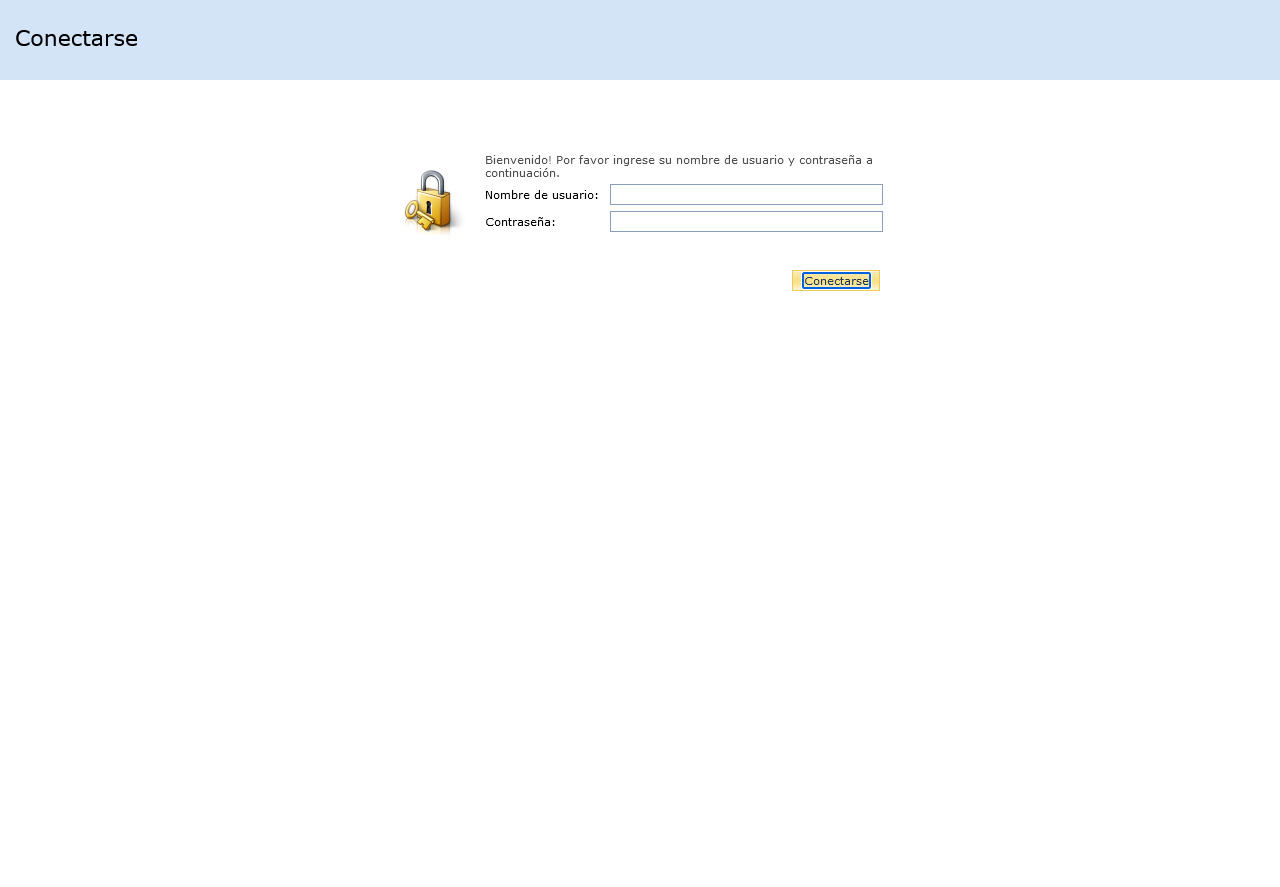 Conectarse
Bienvenido! Por favor ingrese su nombre de usuario y contraseña a
continuación.
Nombre de usuario:
Contraseña:
Conectarse